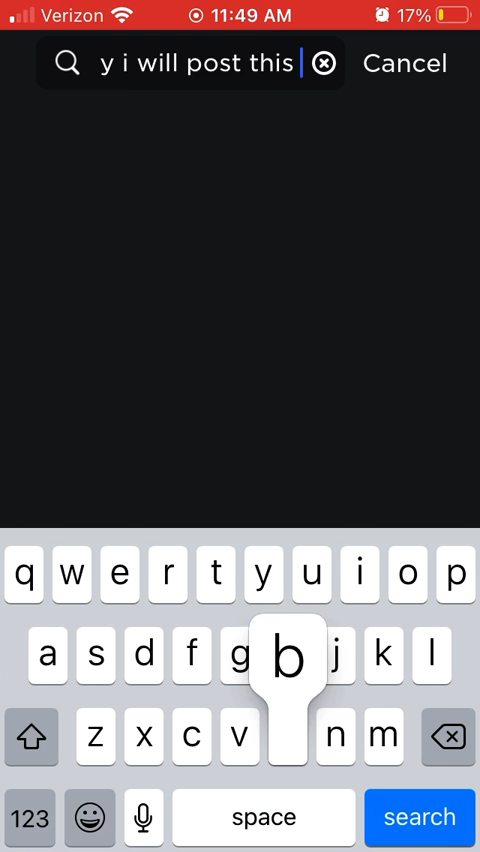 Verizon 11:49 AM 17%
y i will post this Cancel
q w e r t y u i o p
a s d f g b j k l
z x c v n m
123 space search